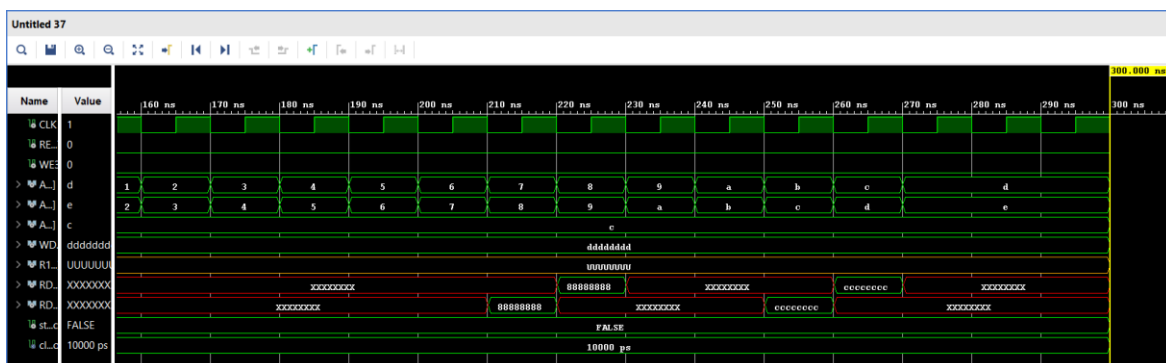 Untitled 37
300.000 ns
Name Value 160 ns 170 ns 180 ns 190 ns 200 ns 210 ns 220 ns 230 ns 240 ns 250 ns 260 ns 270 ns 280 ns 290 ns 300 ns
CLK 1
RE... 0
WE3 0
A...] d 1 2 3 4 5 6 7 8 9 a b c d
A...] e 2 3 4 5 6 7 8 9 a b c d e
A...] c c
WD. dddddddd dddddddd
R1... UUUUUUU UUUUUUUU
RD... XXXXXXX XXXXXXXX 88888888 XXXXXXXX cccccccc XXXXXXXX
RD... XXXXXXX XXXXXXXX 88888888 XXXXXXXX cccccccc XXXXXXXX
st...c FALSE FALSE
cl...c 10000 ps 10000 ps